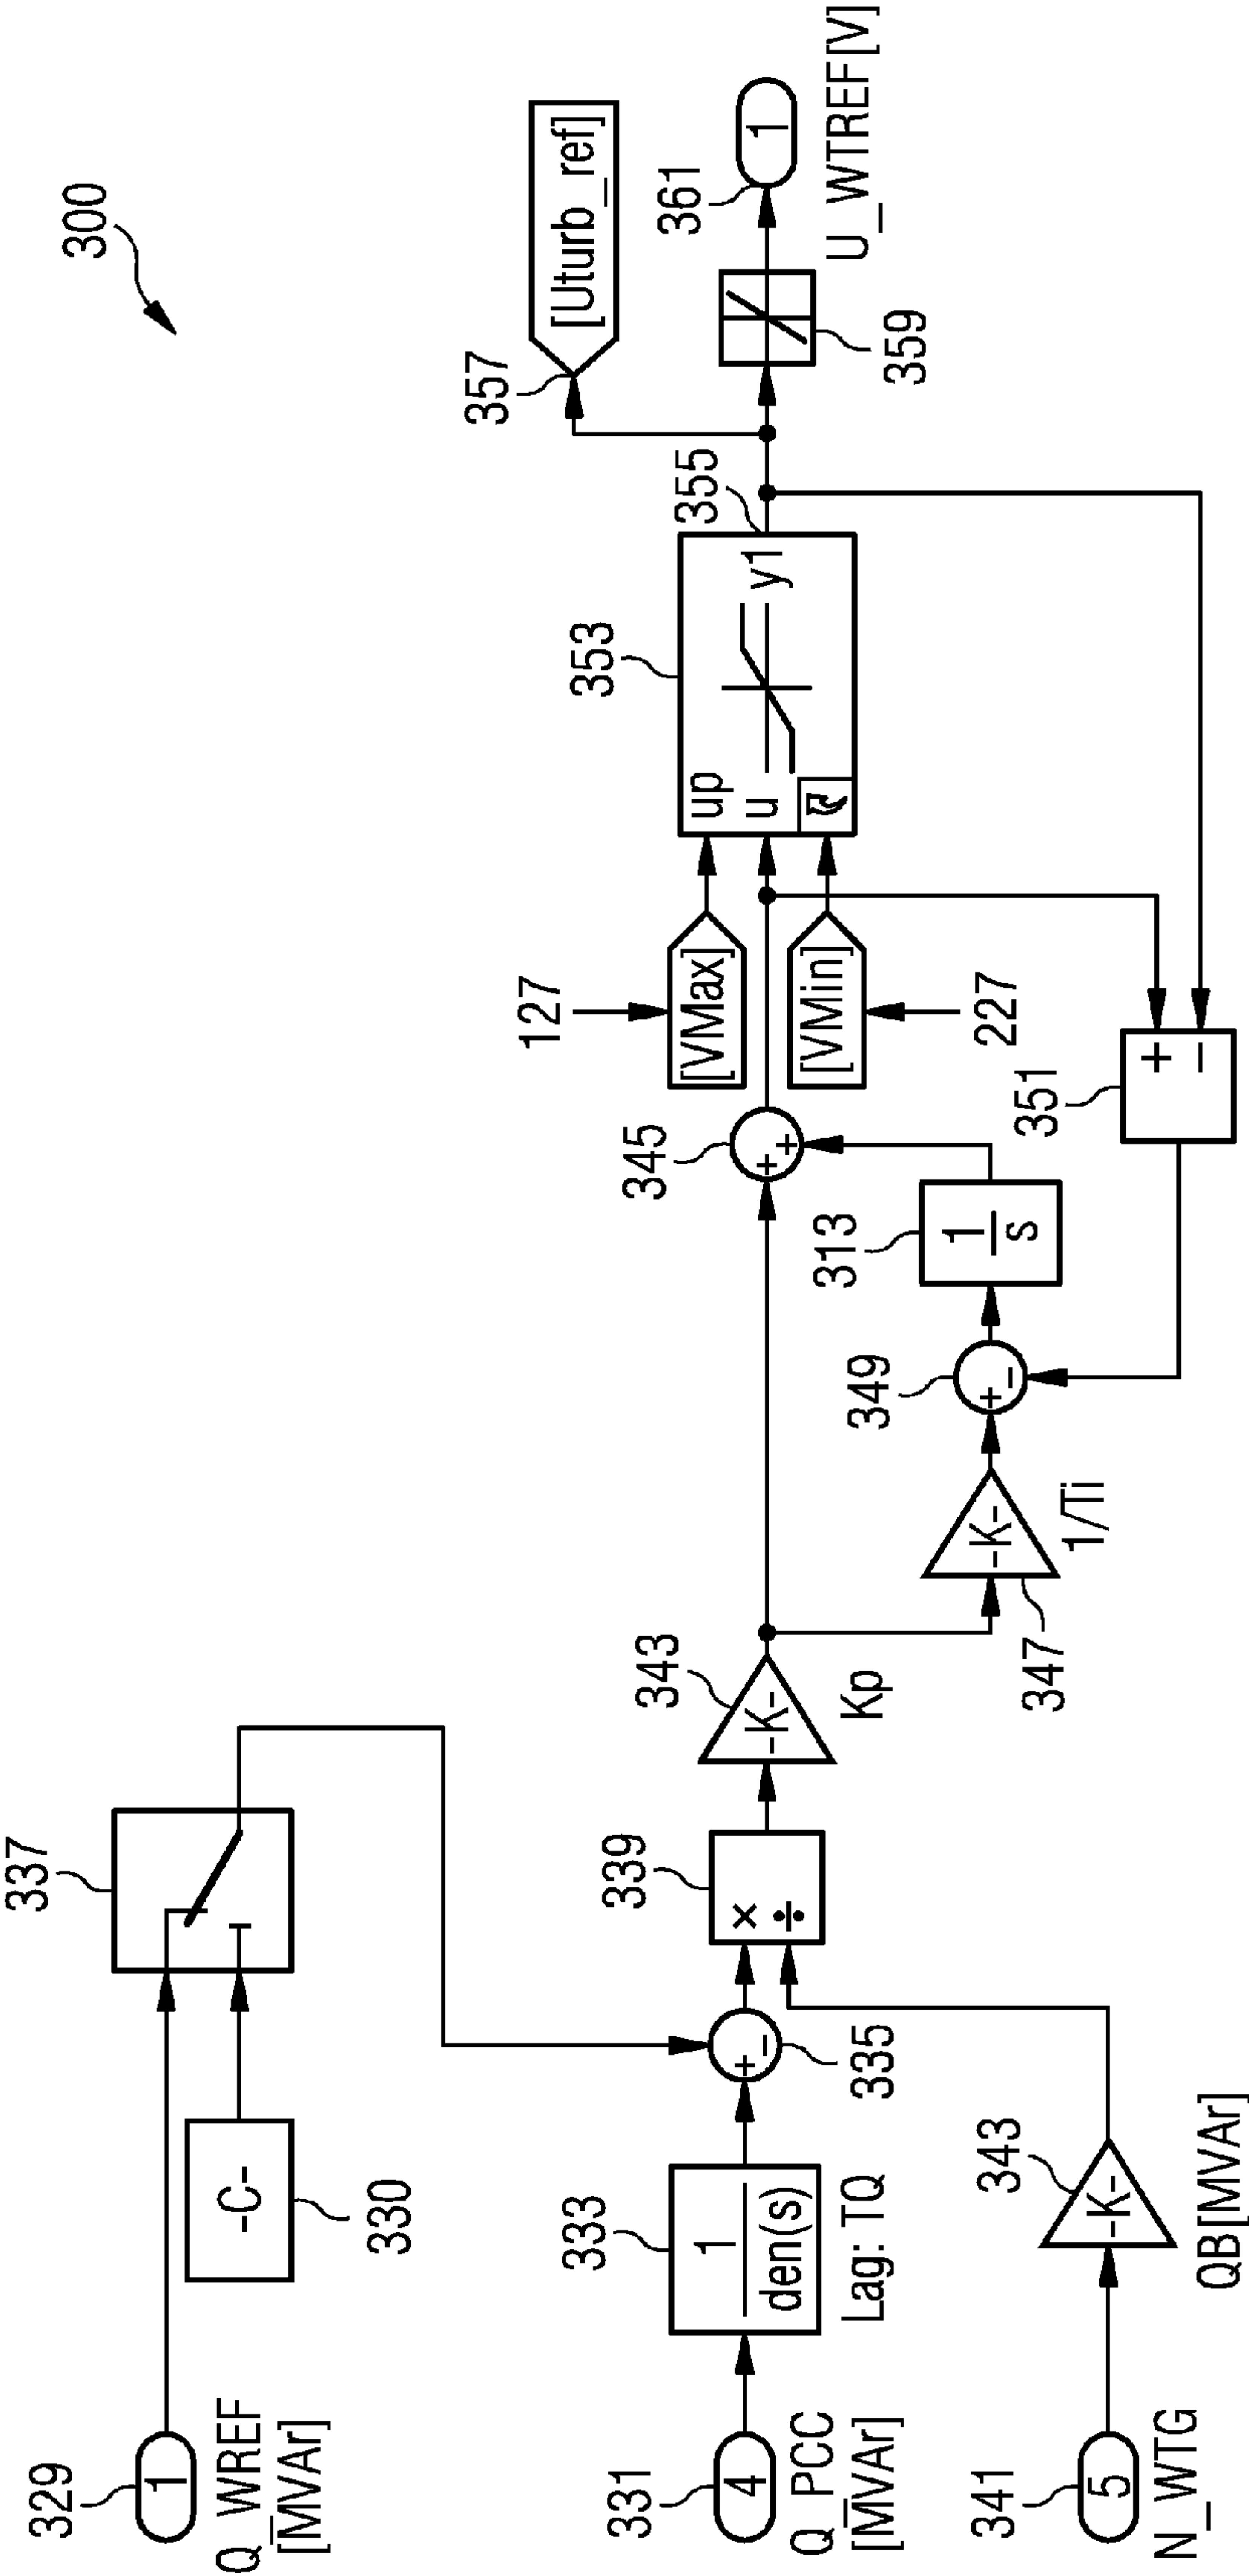 300
337
329
1
Q_WREF
[MVAr]
-C-
330
331
4
Q_PCC
[MVAr]
333
1
den(s)
Lag: TQ
+
−
335
339
×
÷
343
-K-
Kp
341
5
N_WTG
343
-K-
QB[MVAr]
347
-K-
1/Ti
349
+
−
313
1
s
345
+
+
351
+
−
127
[VMax]
[VMin]
227
353
up
u
y1
355
357
[Uturb_ref]
359
361
1
U_WTREF[V]